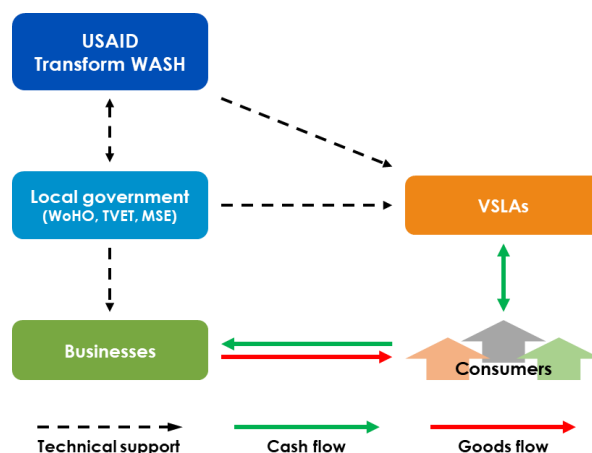 USAID
Transform WASH
Local government
(WoHO, TVET, MSE)
VSLAs
Businesses
Consumers
Technical support
Cash flow
Goods flow